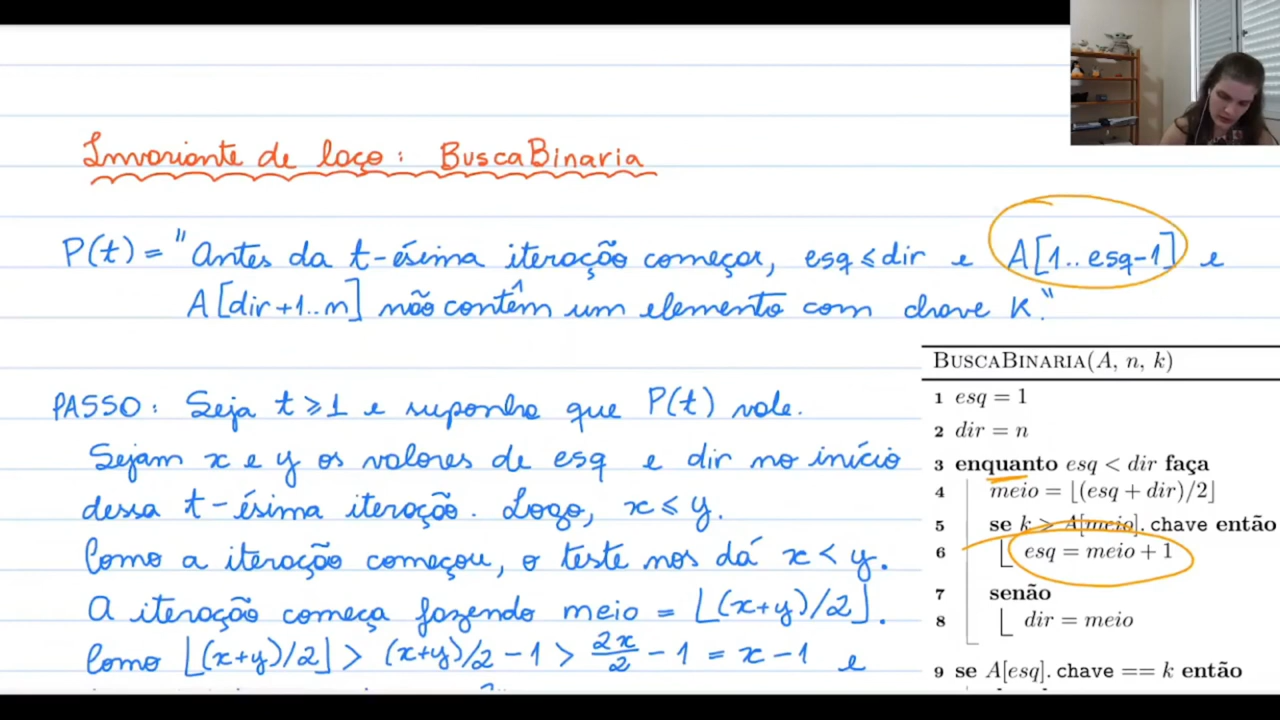 Invariante de laço: BuscaBinaria
P(t) = "Antes da t-ésima iteração começar, esq ≤ dir e A[1..esq-1] e
A[dir+1..n] não contêm um elemento com chave K."
PASSO: Seja t ≥ 1 e suponha que P(t) vale.
Sejam x e y os valores de esq e dir no início
dessa t-ésima iteração. Logo, x ≤ y.
Como a iteração começou, o teste nos dá x < y.
A iteração começa fazendo meio = ⌊(x+y)/2⌋.
Como ⌊(x+y)/2⌋ > (x+y)/2 - 1 > 2x/2 - 1 = x - 1 e
BUSCABINARIA(A, n, k)
1 esq = 1
2 dir = n
3 enquanto esq < dir faça
4 meio = ⌊(esq + dir)/2⌋
5 se k > A[meio].chave então
6 esq = meio + 1
7 senão
8 dir = meio
9 se A[esq].chave == k então